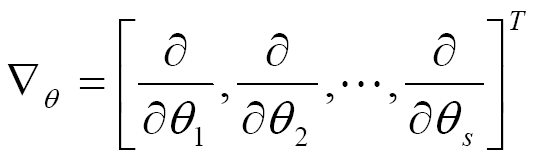 ∇_θ = [∂/∂θ_1, ∂/∂θ_2, ⋯, ∂/∂θ_s]^T